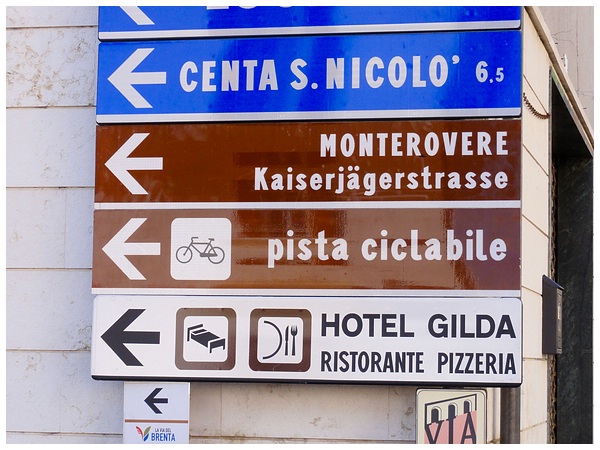 CENTA S. NICOLO' 6.5
MONTEROVERE
Kaiserjägerstrasse
pista ciclabile
HOTEL GILDA
RISTORANTE PIZZERIA
LA VIA DEL
BRENTA
VIA